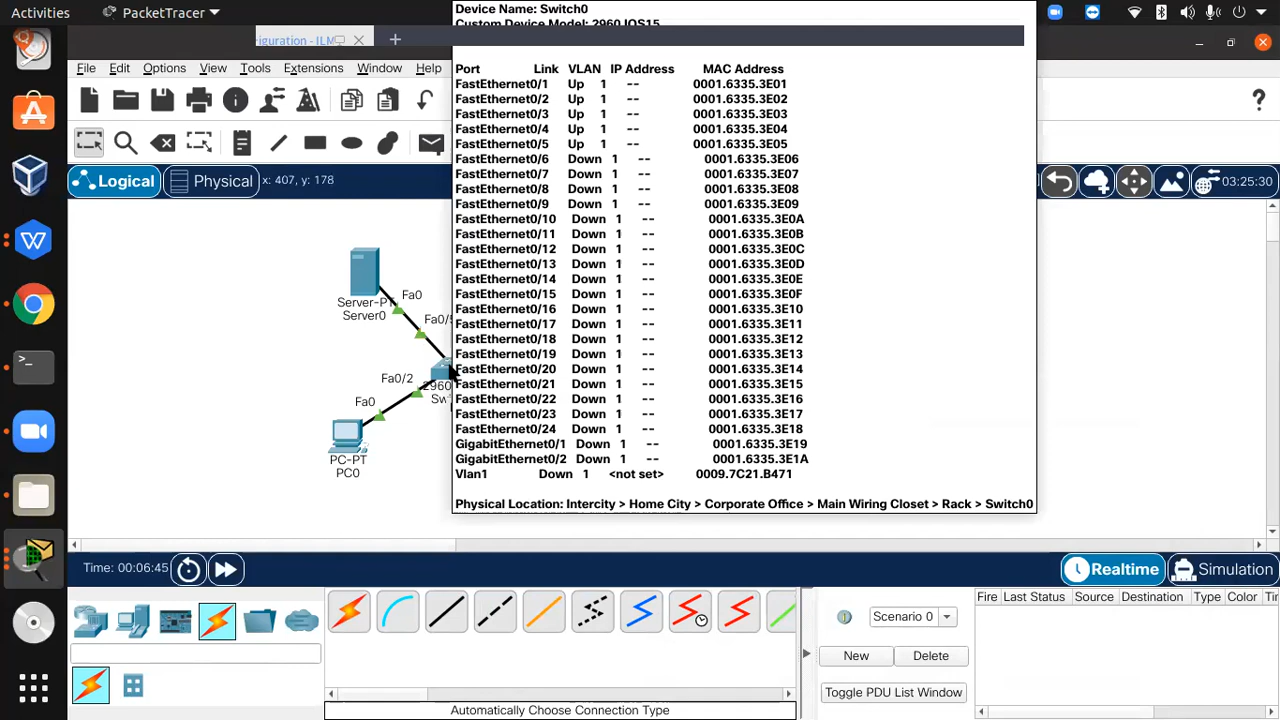 Activities
PacketTracer
Device Name: Switch0
Custom Device Model: 2960 IOS15
iguration - ILM
File Edit Options View Tools Extensions Window Help
Logical
Physical
x: 407, y: 178
03:25:30
Port Link VLAN IP Address MAC Address
FastEthernet0/1 Up 1 -- 0001.6335.3E01
FastEthernet0/2 Up 1 -- 0001.6335.3E02
FastEthernet0/3 Up 1 -- 0001.6335.3E03
FastEthernet0/4 Up 1 -- 0001.6335.3E04
FastEthernet0/5 Up 1 -- 0001.6335.3E05
FastEthernet0/6 Down 1 -- 0001.6335.3E06
FastEthernet0/7 Down 1 -- 0001.6335.3E07
FastEthernet0/8 Down 1 -- 0001.6335.3E08
FastEthernet0/9 Down 1 -- 0001.6335.3E09
FastEthernet0/10 Down 1 -- 0001.6335.3E0A
FastEthernet0/11 Down 1 -- 0001.6335.3E0B
FastEthernet0/12 Down 1 -- 0001.6335.3E0C
FastEthernet0/13 Down 1 -- 0001.6335.3E0D
FastEthernet0/14 Down 1 -- 0001.6335.3E0E
FastEthernet0/15 Down 1 -- 0001.6335.3E0F
FastEthernet0/16 Down 1 -- 0001.6335.3E10
FastEthernet0/17 Down 1 -- 0001.6335.3E11
FastEthernet0/18 Down 1 -- 0001.6335.3E12
FastEthernet0/19 Down 1 -- 0001.6335.3E13
FastEthernet0/20 Down 1 -- 0001.6335.3E14
FastEthernet0/21 Down 1 -- 0001.6335.3E15
FastEthernet0/22 Down 1 -- 0001.6335.3E16
FastEthernet0/23 Down 1 -- 0001.6335.3E17
FastEthernet0/24 Down 1 -- 0001.6335.3E18
GigabitEthernet0/1 Down 1 -- 0001.6335.3E19
GigabitEthernet0/2 Down 1 -- 0001.6335.3E1A
Vlan1 Down 1 <not set> 0009.7C21.B471
Physical Location: Intercity > Home City > Corporate Office > Main Wiring Closet > Rack > Switch0
Fa0
Server-PT
Server0
Fa0/5
Fa0/2
2960
Sw
Fa0
PC-PT
PC0
Time: 00:06:45
Realtime
Simulation
Scenario 0
New
Delete
Toggle PDU List Window
Fire Last Status Source Destination Type Color Tir
Automatically Choose Connection Type